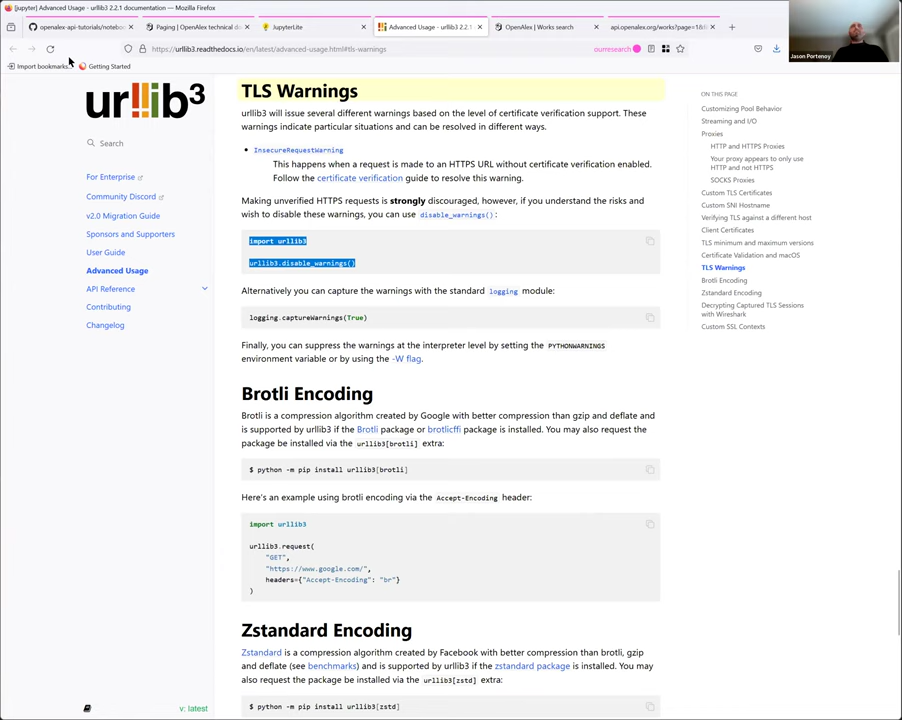 [jupyter] Advanced Usage - urllib3 2.2.1 documentation — Mozilla Firefox
openalex-api-tutorials/notebo
Paging | OpenAlex technical do
JupyterLite
Advanced Usage - urllib3 2.2.1
OpenAlex | Works search
api.openalex.org/works?page=1&
https://urllib3.readthedocs.io/en/latest/advanced-usage.html#tls-warnings
ourresearch
Jason Portenoy
Import bookmarks...
Getting Started
urllib3
Search
For Enterprise
Community Discord
v2.0 Migration Guide
Sponsors and Supporters
User Guide
Advanced Usage
API Reference
Contributing
Changelog
v: latest
TLS Warnings
urllib3 will issue several different warnings based on the level of certificate verification support. These
warnings indicate particular situations and can be resolved in different ways.
• InsecureRequestWarning
This happens when a request is made to an HTTPS URL without certificate verification enabled.
Follow the certificate verification guide to resolve this warning.
Making unverified HTTPS requests is strongly discouraged, however, if you understand the risks and
wish to disable these warnings, you can use disable_warnings():
import urllib3
urllib3.disable_warnings()
Alternatively you can capture the warnings with the standard logging module:
logging.captureWarnings(True)
Finally, you can suppress the warnings at the interpreter level by setting the PYTHONWARNINGS
environment variable or by using the -W flag.
Brotli Encoding
Brotli is a compression algorithm created by Google with better compression than gzip and deflate and
is supported by urllib3 if the Brotli package or brotlicffi package is installed. You may also request the
package be installed via the urllib3[brotli] extra:
$ python -m pip install urllib3[brotli]
Here's an example using brotli encoding via the Accept-Encoding header:
import urllib3
urllib3.request(
"GET",
"https://www.google.com/",
headers={"Accept-Encoding": "br"}
)
Zstandard Encoding
Zstandard is a compression algorithm created by Facebook with better compression than brotli, gzip
and deflate (see benchmarks) and is supported by urllib3 if the zstandard package is installed. You may
also request the package be installed via the urllib3[zstd] extra:
$ python -m pip install urllib3[zstd]
ON THIS PAGE
Customizing Pool Behavior
Streaming and I/O
Proxies
HTTP and HTTPS Proxies
Your proxy appears to only use
HTTP and not HTTPS
SOCKS Proxies
Custom TLS Certificates
Custom SNI Hostname
Verifying TLS against a different host
Client Certificates
TLS minimum and maximum versions
Certificate Validation and macOS
TLS Warnings
Brotli Encoding
Zstandard Encoding
Decrypting Captured TLS Sessions
with Wireshark
Custom SSL Contexts